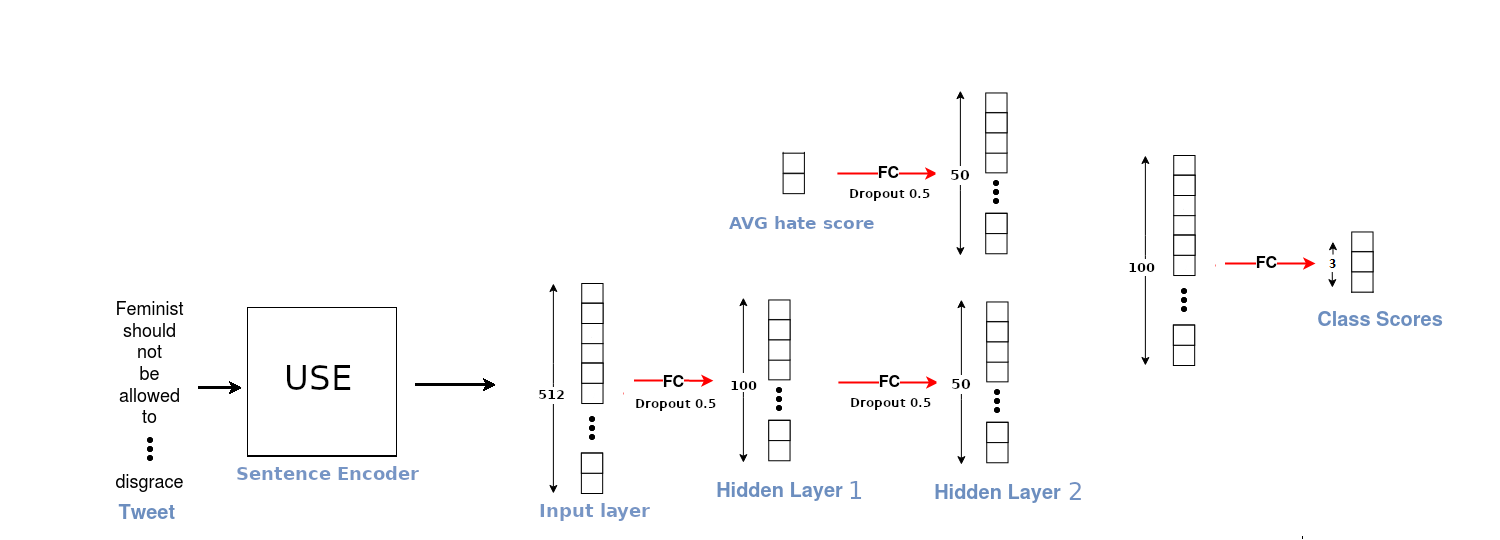 Feminist
should
not
be
allowed
to
disgrace
Tweet
USE
Sentence Encoder
512
Input layer
FC
Dropout 0.5
100
Hidden Layer 1
FC
Dropout 0.5
50
Hidden Layer 2
AVG hate score
FC
Dropout 0.5
50
100
FC
3
Class Scores